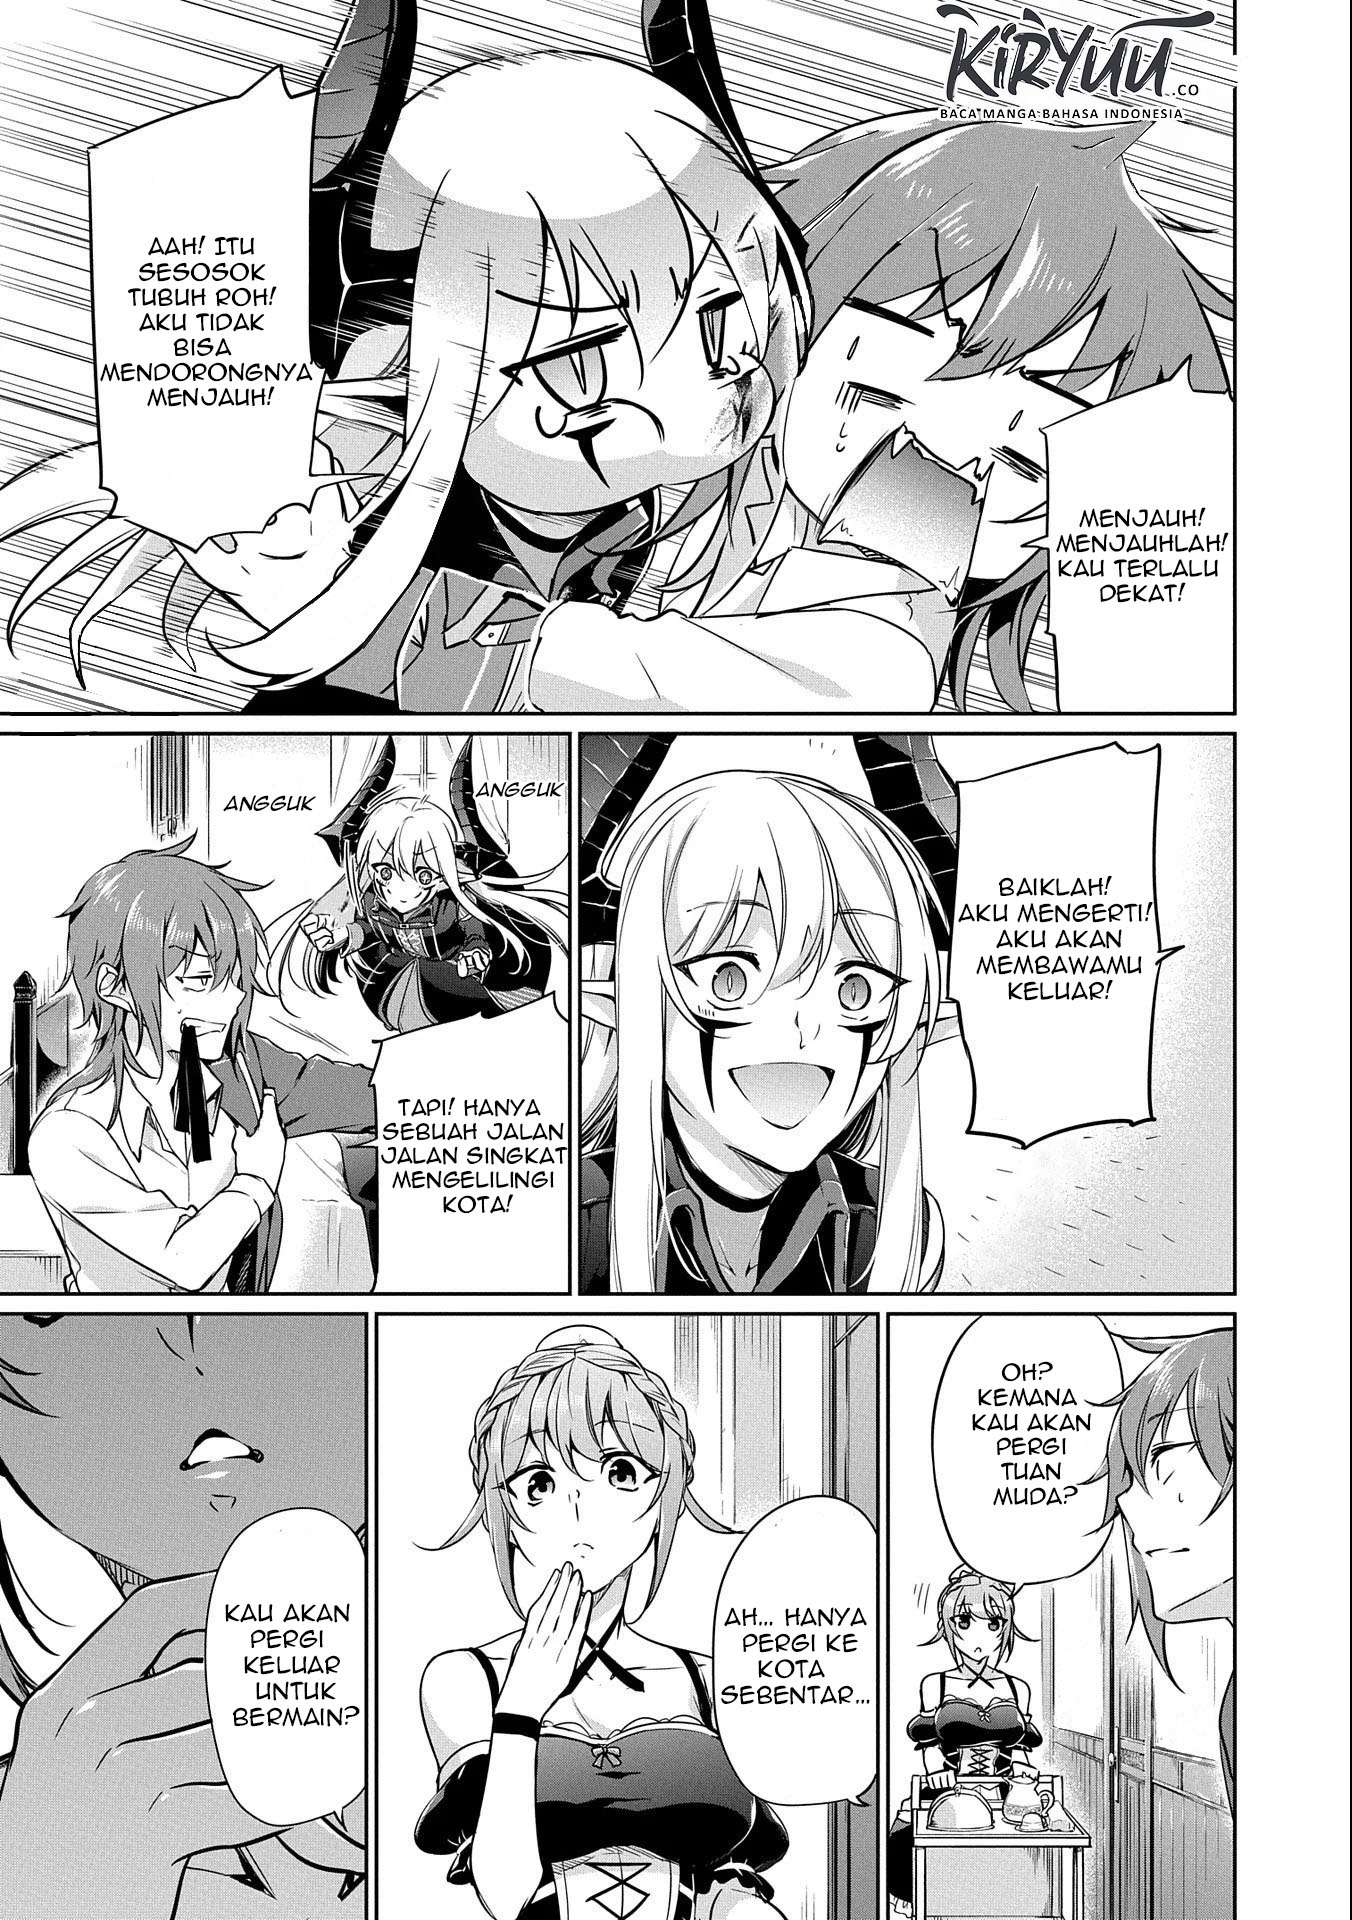 KIRYUU.CO
BACA MANGA BAHASA INDONESIA
MENJAUH!
MENJAUHLAH!
KAU TERLALU
DEKAT!
AAH! ITU
SESOSOK
TUBUH ROH!
AKU TIDAK
BISA
MENDORONGNYA
MENJAUH!
BAIKLAH!
AKU MENGERTI!
AKU AKAN
MEMBAWAMU
KELUAR!
ANGGUK
ANGGUK
TAPI! HANYA
SEBUAH JALAN
JALAN SINGKAT
MENGELILINGI
KOTA!
OH?
KEMANA
KAU AKAN
PERGI
TUAN
MUDA?
AH... HANYA
PERGI KE
KOTA
SEBENTAR...
KAU AKAN
PERGI
KELUAR
UNTUK
BERMAIN?